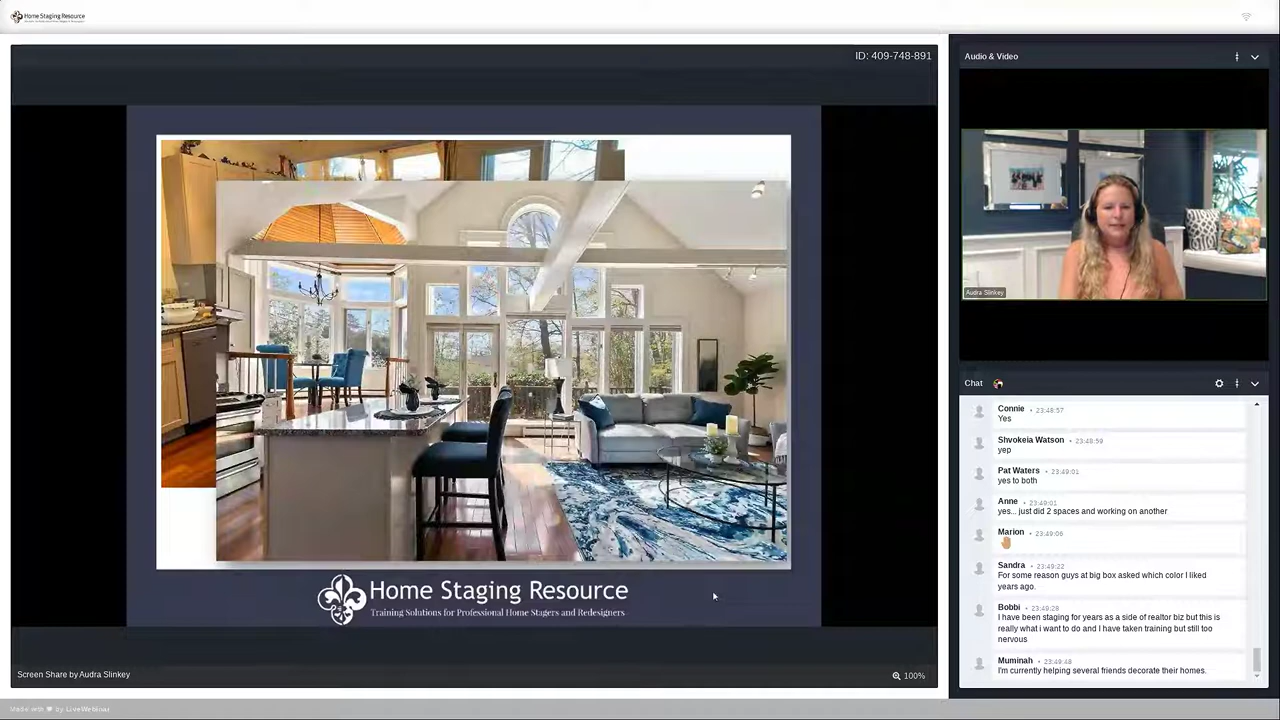 Home Staging Resource
ID: 409-748-891
Audio & Video
Audra Slinkey
Home Staging Resource
Training Solutions for Professional Home Stagers and Redesigners
Screen Share by Audra Slinkey
100%
Chat
Connie • 23:48:57
Yes
Shvokeia Watson • 23:48:59
yep
Pat Waters • 23:49:01
yes to both
Anne • 23:49:01
yes... just did 2 spaces and working on another
Marion • 23:49:06
Sandra • 23:49:22
For some reason guys at big box asked which color I liked
years ago.
Bobbi • 23:49:28
I have been staging for years as a side of realtor biz but this is
really what i want to do and I have taken training but still too
nervous
Muminah • 23:49:48
I'm currently helping several friends decorate their homes.
Made with by LiveWebinar